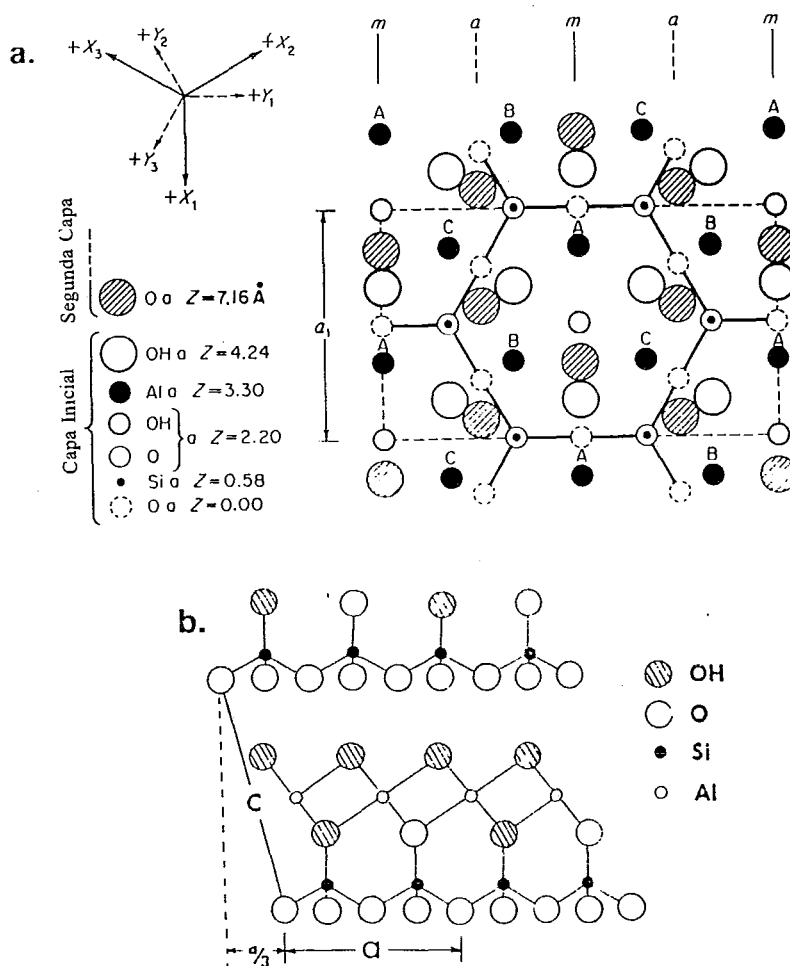 a.
+X₃
+Y₂
+X₂
+Y₁
+Y₃
+X₁
m a m a m
A B C A
C A B
A B C A
C A B
a₁
Segunda Capa
O a Z=7.16 Å
Capa Inicial
OH a Z=4.24
Al a Z=3.30
OH
O
} a Z=2.20
Si a Z=0.58
O a Z=0.00
b.
OH
O
Si
Al
C
a/3
a